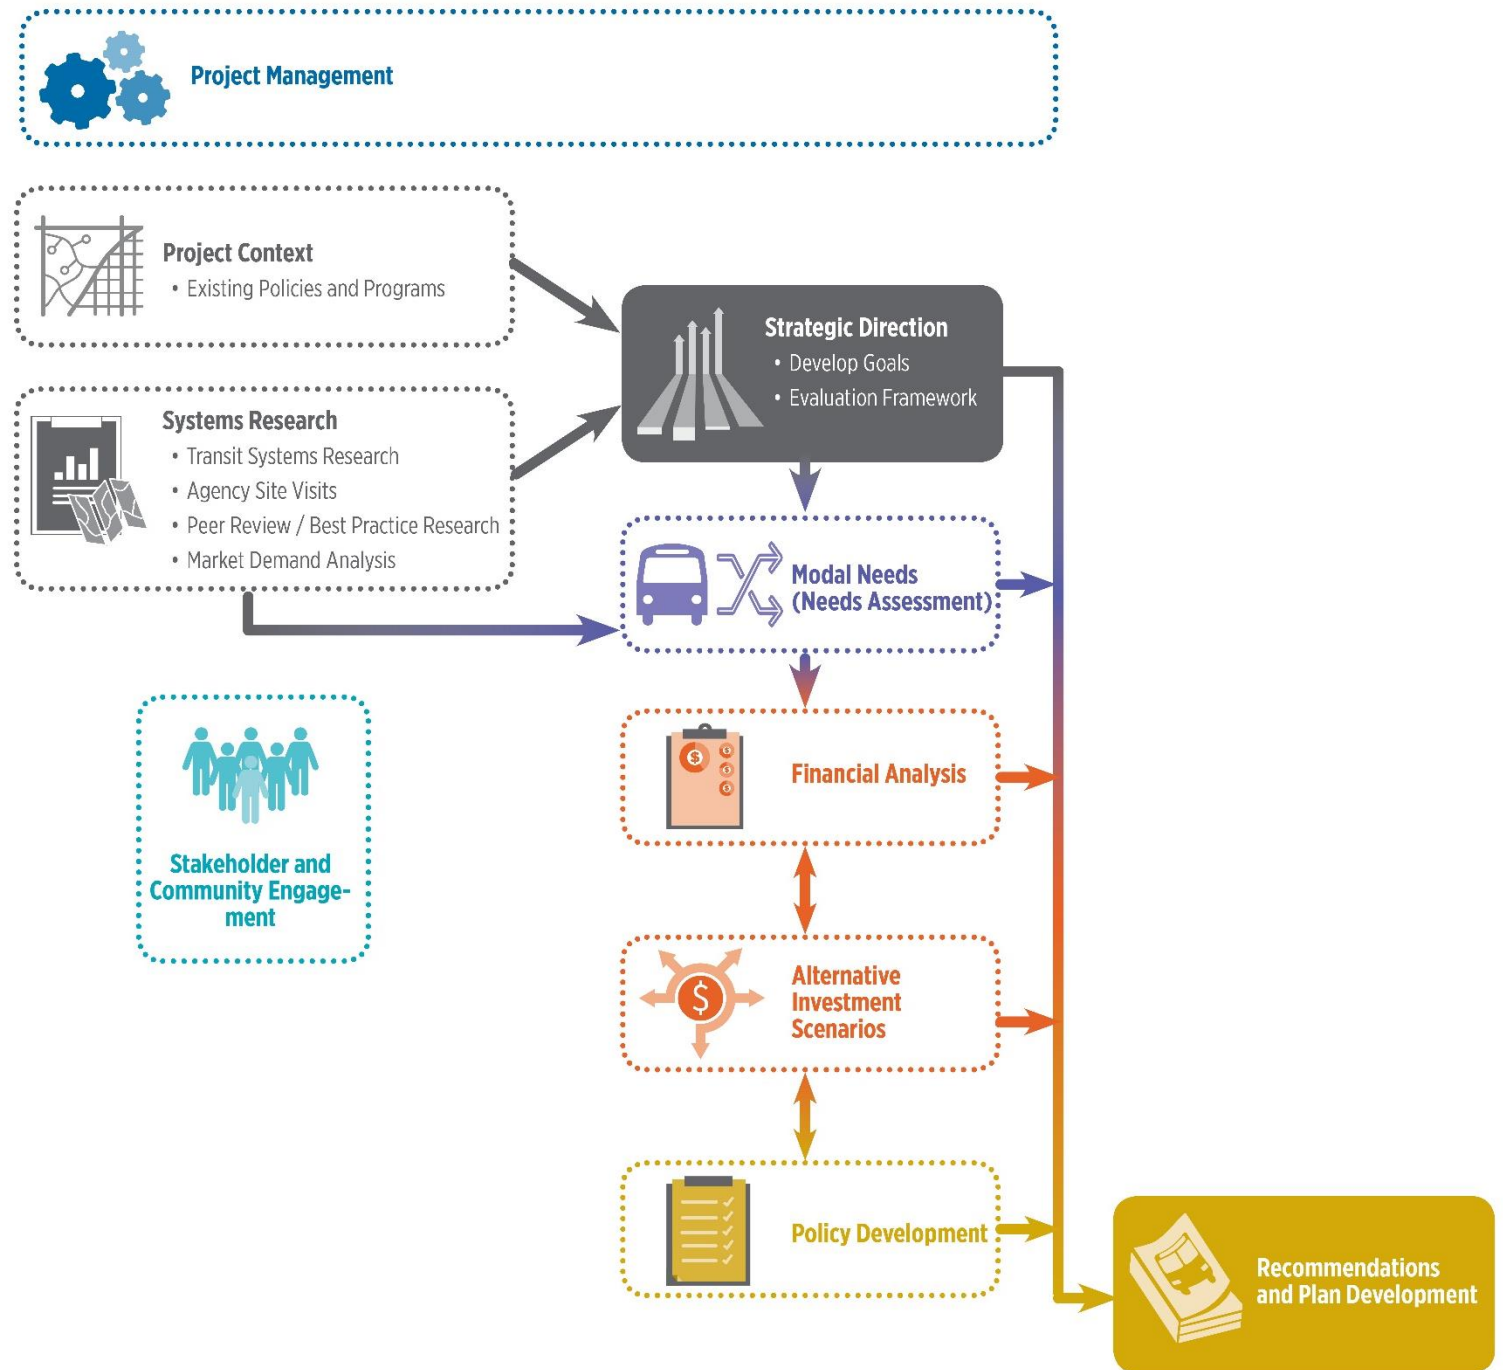 Project Management
Project Context
• Existing Policies and Programs
Systems Research
• Transit Systems Research
• Agency Site Visits
• Peer Review / Best Practice Research
• Market Demand Analysis
Strategic Direction
• Develop Goals
• Evaluation Framework
Modal Needs
(Needs Assessment)
Stakeholder and
Community Engage-
ment
$
$
$
$
Financial Analysis
$
Alternative
Investment
Scenarios
Policy Development
Recommendations
and Plan Development